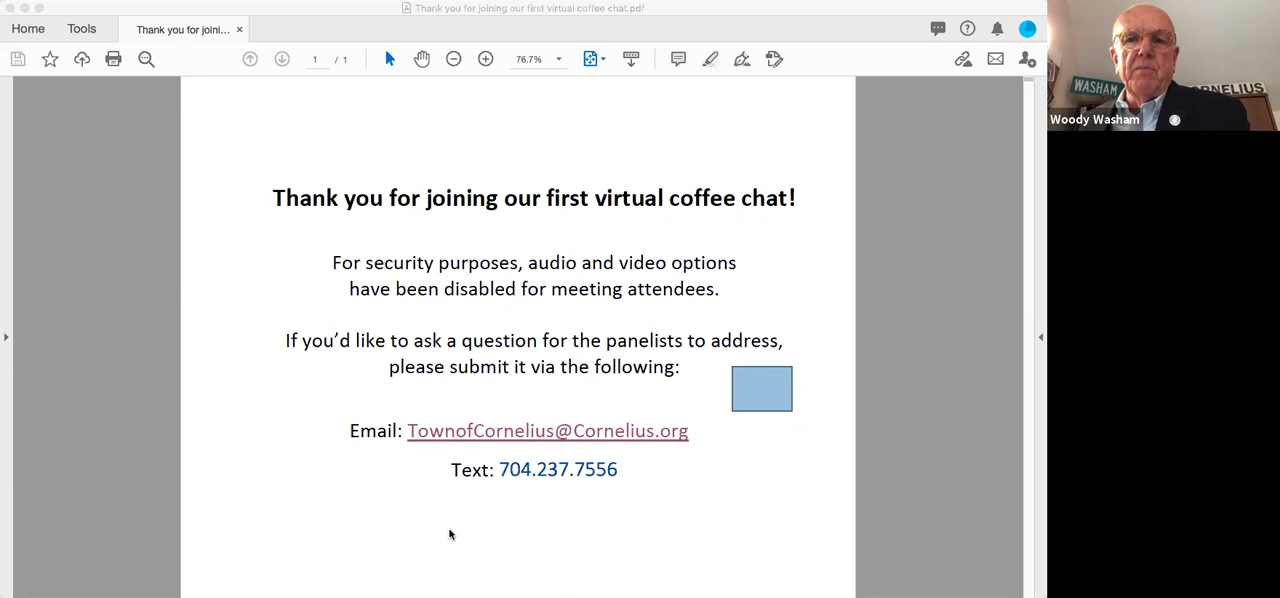 Thank you for joining our first virtual coffee chat.pdf
Home
Tools
Thank you for joini...
1 / 1
76.7%
Thank you for joining our first virtual coffee chat!
For security purposes, audio and video options
have been disabled for meeting attendees.
If you'd like to ask a question for the panelists to address,
please submit it via the following:
Email: TownofCornelius@Cornelius.org
Text: 704.237.7556
WASHAM
Woody Washam